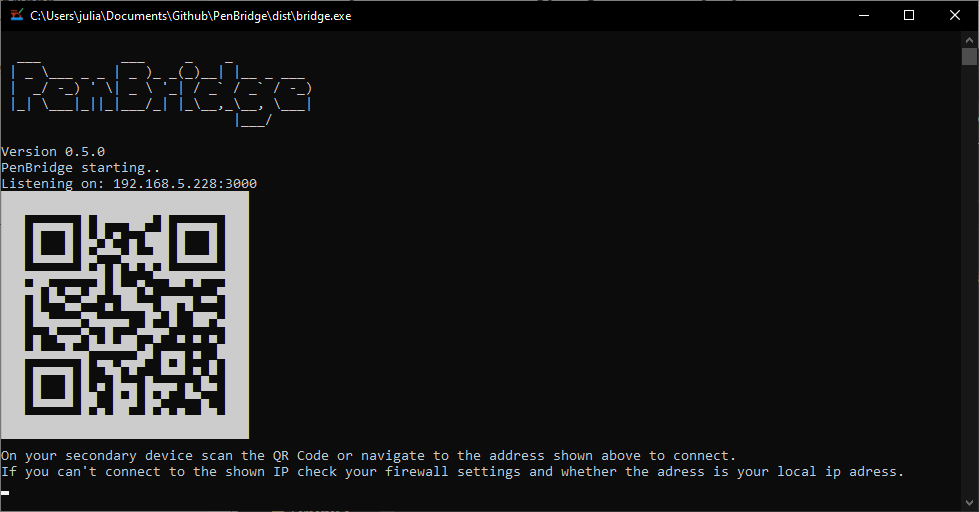 C:\Users\julia\Documents\Github\PenBridge\dist\bridge.exe
PenBridge
Version 0.5.0
PenBridge starting..
Listening on: 192.168.5.228:3000
On your secondary device scan the QR Code or navigate to the address shown above to connect.
If you can't connect to the shown IP check your firewall settings and whether the adress is your local ip adress.